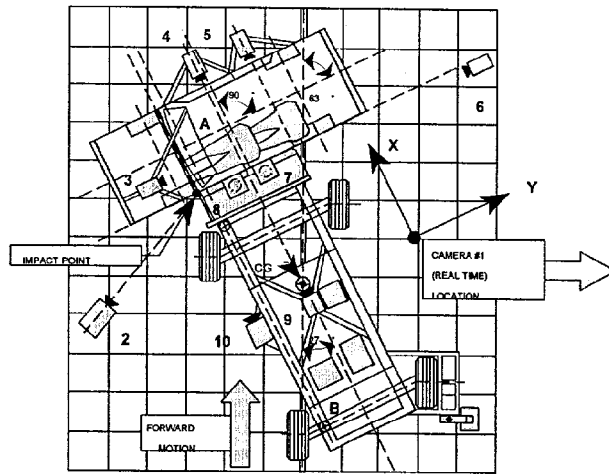 4
5
90
63
6
A
X
3
Y
7
8
IMPACT POINT
CG
CAMERA #1
(REAL TIME)
LOCATION
2
9
10
27
B
FORWARD
MOTION